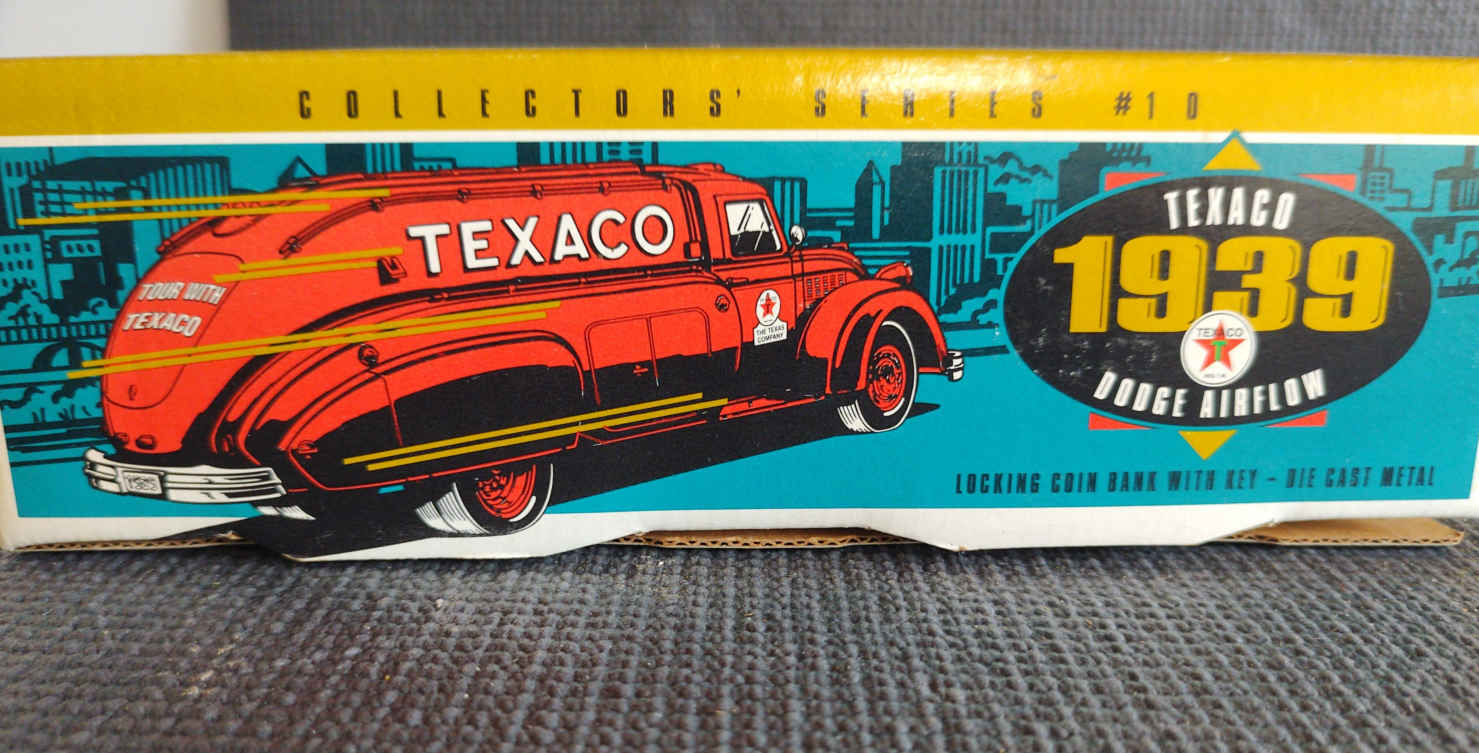 COLLECTORS' SERIES #10
TEXACO
TOUR WITH
TEXACO
THE TEXAS
COMPANY
TEXACO
1939
TEXACO
T
DODGE AIRFLOW
LOCKING COIN BANK WITH KEY – DIE CAST METAL